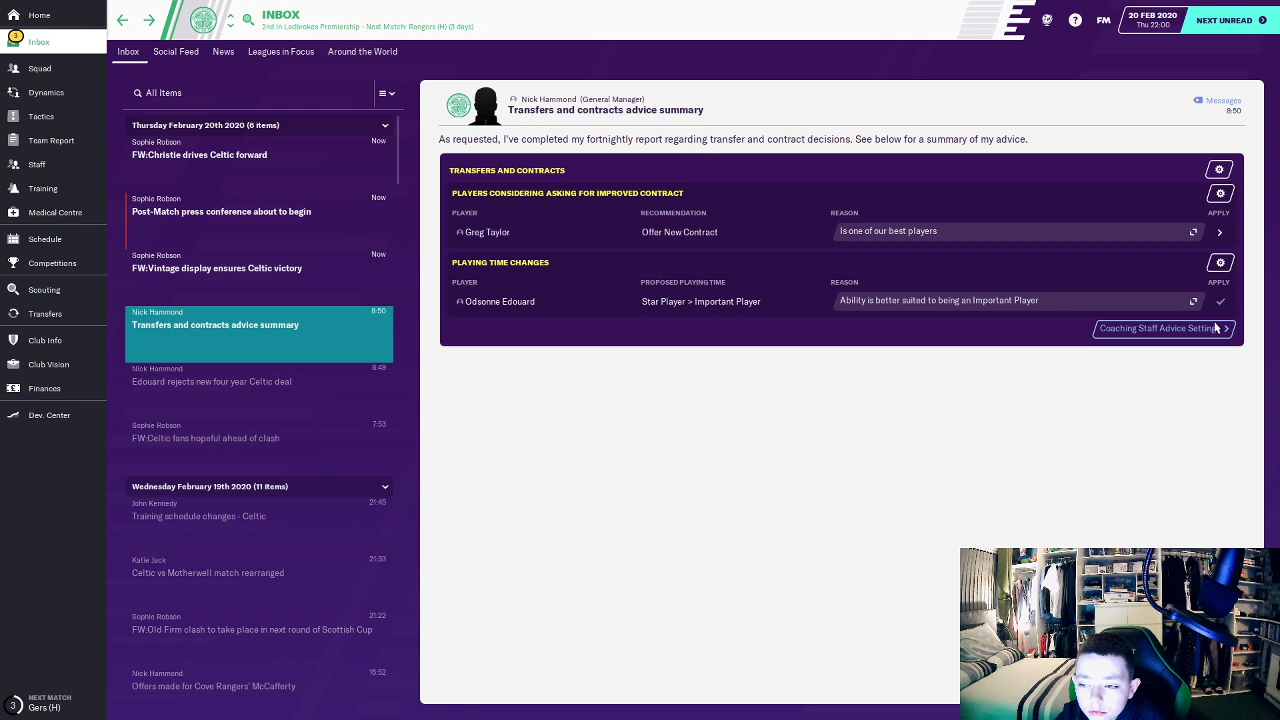 INBOX
2nd in Ladbrokes Premiership - Next Match: Rangers (H) (3 days)
FM
20 FEB 2020
Thu 22:00
NEXT UNREAD
3
Inbox
Squad
Dynamics
Tactics
Team Report
Staff
Training
Medical Centre
Schedule
Competitions
Scouting
Transfers
Club Info
Club Vision
Finances
Dev. Center
3
NEXT MATCH
Gers (H)
Inbox
Social Feed
News
Leagues in Focus
Around the World
All Items
Thursday February 20th 2020 (6 items)
Sophie Robson
Now
FW:Christie drives Celtic forward
Sophie Robson
Now
Post-Match press conference about to begin
Sophie Robson
Now
FW:Vintage display ensures Celtic victory
Nick Hammond
8:50
Transfers and contracts advice summary
Nick Hammond
8:49
Edouard rejects new four year Celtic deal
Sophie Robson
7:53
FW:Celtic fans hopeful ahead of clash
Wednesday February 19th 2020 (11 items)
John Kennedy
21:45
Training schedule changes - Celtic
Katie Jack
21:33
Celtic vs Motherwell match rearranged
Sophie Robson
21:22
FW:Old Firm clash to take place in next round of Scottish Cup
Nick Hammond
16:52
Offers made for Cove Rangers' McCafferty
Nick Hammond (General Manager)
Transfers and contracts advice summary
Messages
8:50
As requested, I've completed my fortnightly report regarding transfer and contract decisions. See below for a summary of my advice.
TRANSFERS AND CONTRACTS
PLAYERS CONSIDERING ASKING FOR IMPROVED CONTRACT
PLAYER RECOMMENDATION REASON APPLY
Greg Taylor Offer New Contract Is one of our best players
PLAYING TIME CHANGES
PLAYER PROPOSED PLAYING TIME REASON APPLY
Odsonne Edouard Star Player > Important Player Ability is better suited to being an Important Player
Coaching Staff Advice Setting